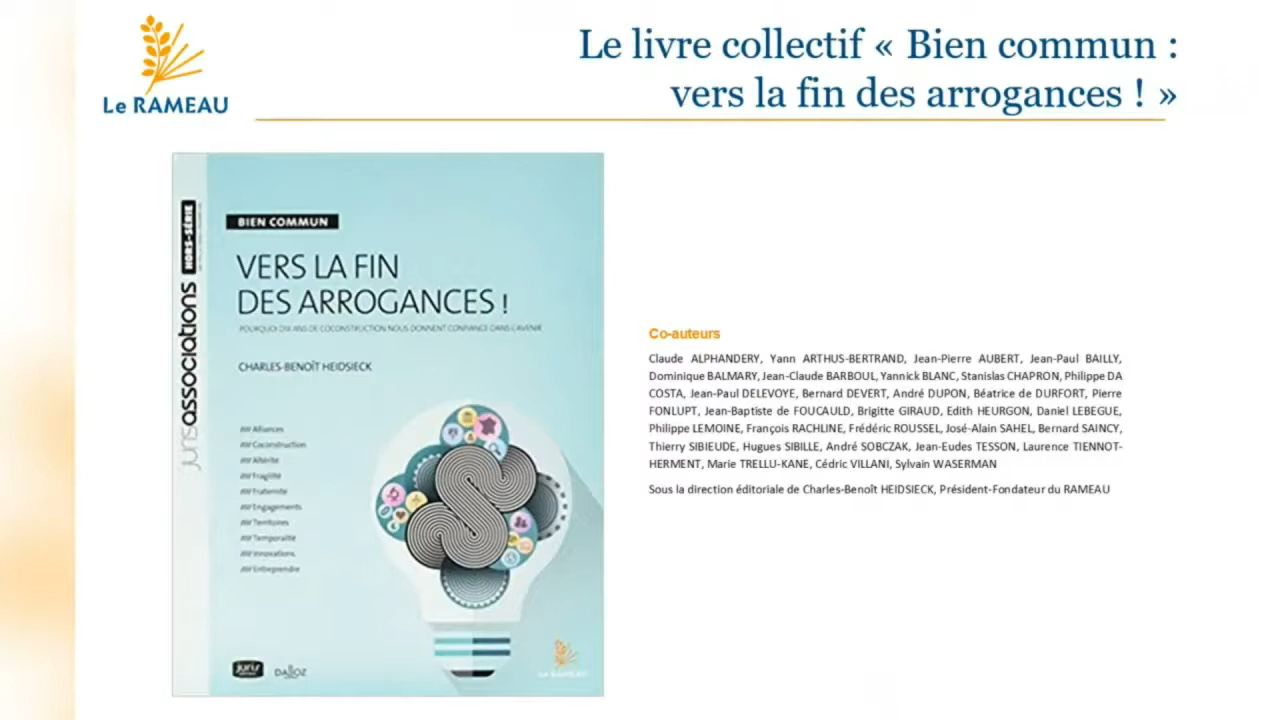 Le RAMEAU
Le livre collectif « Bien commun :
vers la fin des arrogances ! »
HORS-SÉRIE
jurisassociations
BIEN COMMUN
VERS LA FIN
DES ARROGANCES !
POURQUOI DIX ANS DE COCONSTRUCTION NOUS DONNENT CONFIANCE DANS L'AVENIR
CHARLES-BENOÎT HEIDSIECK
/// Alliances
/// Coconstruction
/// Altérité
/// Fragilité
/// Fraternité
/// Engagements
/// Territoires
/// Temporalité
/// Innovations
/// Entreprendre
juris
DALLOZ
Le RAMEAU
Co-auteurs
Claude ALPHANDERY, Yann ARTHUS-BERTRAND, Jean-Pierre AUBERT, Jean-Paul BAILLY,
Dominique BALMARY, Jean-Claude BARBOUL, Yannick BLANC, Stanislas CHAPRON, Philippe DA
COSTA, Jean-Paul DELEVOYE, Bernard DEVERT, André DUPON, Béatrice de DURFORT, Pierre
FONLUPT, Jean-Baptiste de FOUCAULD, Brigitte GIRAUD, Edith HEURGON, Daniel LEBEGUE,
Philippe LEMOINE, François RACHLINE, Frédéric ROUSSEL, José-Alain SAHEL, Bernard SAINCY,
Thierry SIBIEUDE, Hugues SIBILLE, André SOBCZAK, Jean-Eudes TESSON, Laurence TIENNOT-
HERMENT, Marie TRELLU-KANE, Cédric VILLANI, Sylvain WASERMAN
Sous la direction éditoriale de Charles-Benoît HEIDSIECK, Président-Fondateur du RAMEAU